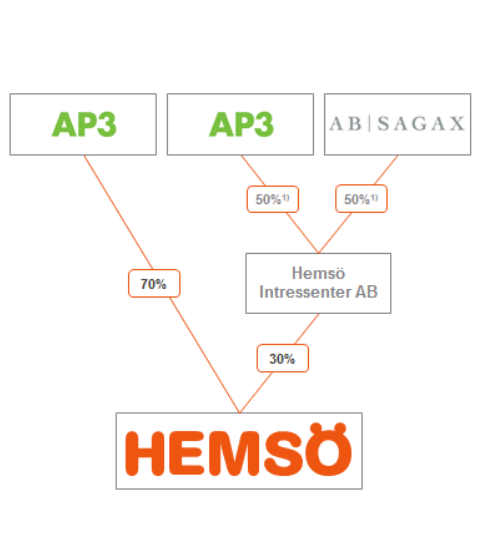 AP3
AP3
AB|SAGAX
50%¹⁾
50%¹⁾
70%
Hemsö
Intressenter AB
30%
HEMSÖ